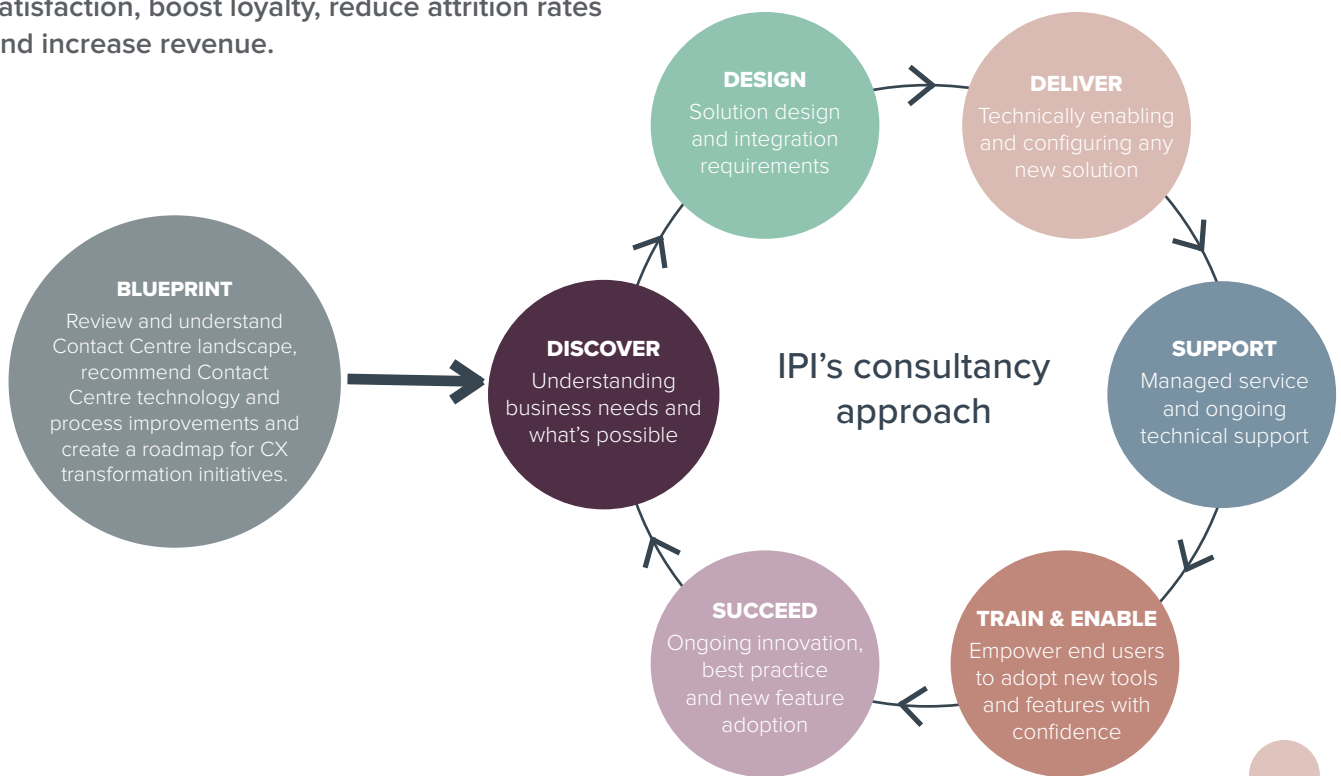 atisfaction, boost loyalty, reduce attrition rates
nd increase revenue.
BLUEPRINT
Review and understand
Contact Centre landscape,
recommend Contact
Centre technology and
process improvements and
create a roadmap for CX
transformation initiatives.
DISCOVER
Understanding
business needs and
what's possible
DESIGN
Solution design
and integration
requirements
DELIVER
Technically enabling
and configuring any
new solution
SUPPORT
Managed service
and ongoing
technical support
TRAIN & ENABLE
Empower end users
to adopt new tools
and features with
confidence
SUCCEED
Ongoing innovation,
best practice
and new feature
adoption
IPI's consultancy
approach